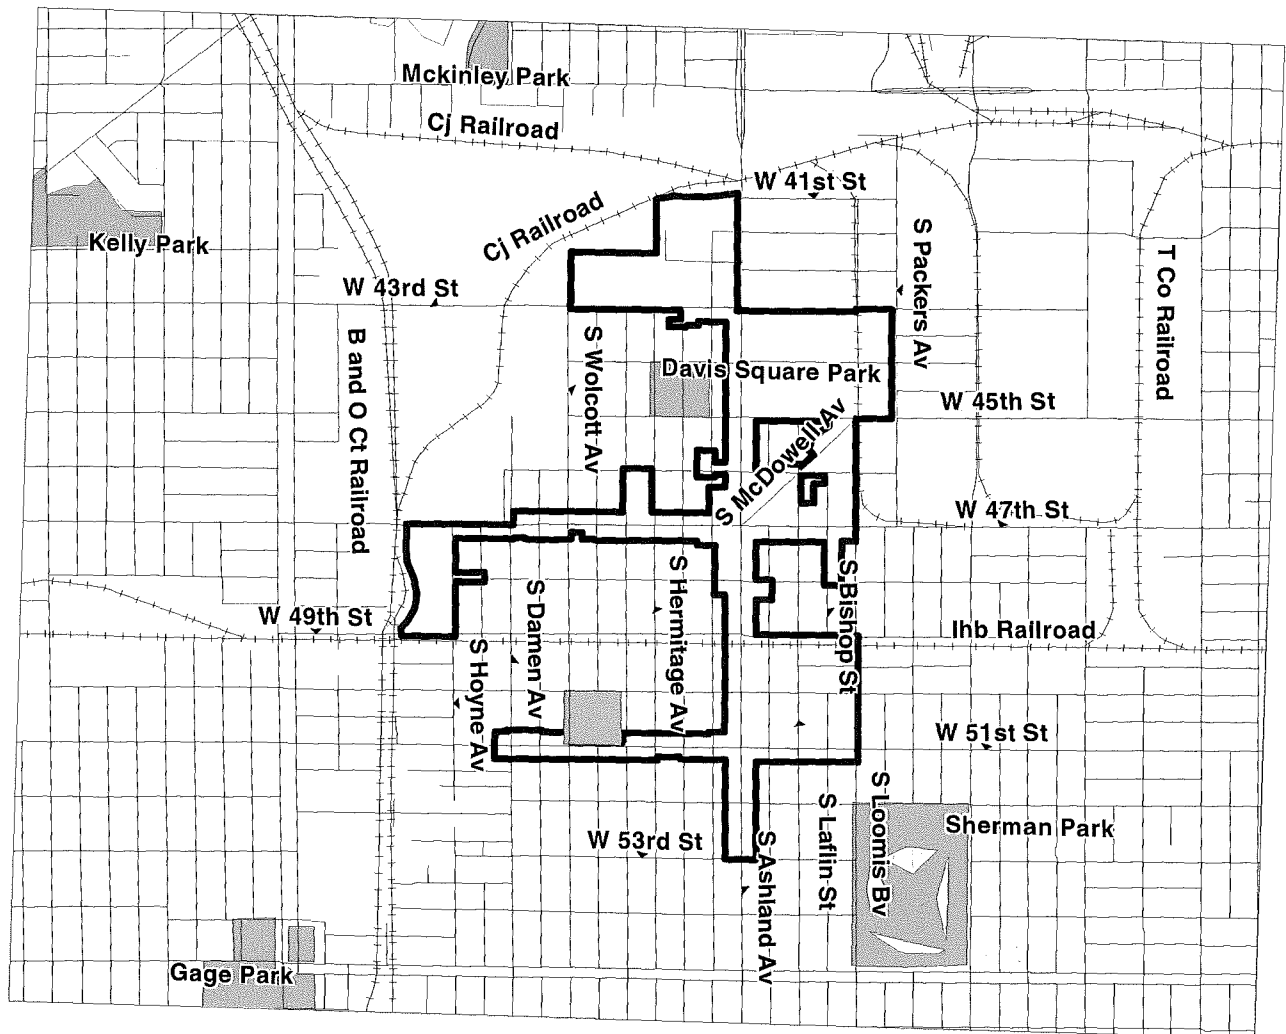 Mckinley Park
Cj Railroad
W 41st St
Cj Railroad
Kelly Park
S Packers Av
T Co Railroad
W 43rd St
B and O Ct Railroad
S Wolcott Av
Davis Square Park
W 45th St
S McDowell Av
W 47th St
S Hermitage Av
S Bishop St
S Damen Av
W 49th St
Ihb Railroad
S Hoyne Av
W 51st St
S Loomis Bv
S Laflin St
Sherman Park
W 53rd St
S Ashland Av
Gage Park